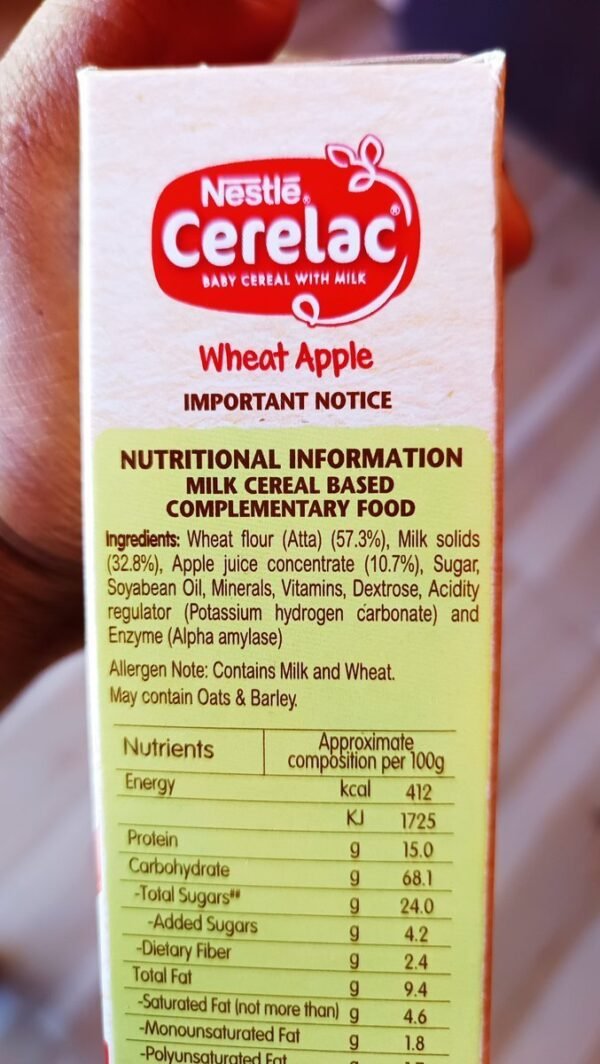 Nestlē®
Cerelac®
BABY CEREAL WITH MILK
Wheat Apple
IMPORTANT NOTICE
NUTRITIONAL INFORMATION
MILK CEREAL BASED
COMPLEMENTARY FOOD
Ingredients: Wheat flour (Atta) (57.3%), Milk solids
(32.8%), Apple juice concentrate (10.7%), Sugar,
Soyabean Oil, Minerals, Vitamins, Dextrose, Acidity
regulator (Potassium hydrogen carbonate) and
Enzyme (Alpha amylase)
Allergen Note: Contains Milk and Wheat.
May contain Oats & Barley.
Nutrients Approximate
composition per 100g
Energy kcal 412
KJ 1725
Protein g 15.0
Carbohydrate g 68.1
-Total Sugars## g 24.0
-Added Sugars g 4.2
-Dietary Fiber g 2.4
Total Fat g 9.4
-Saturated Fat (not more than) g 4.6
-Monounsaturated Fat g 1.8
-Polyunsaturated Fat